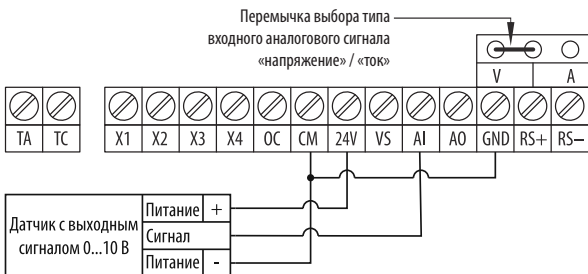 Перемычка выбора типа
входного аналогового сигнала
«напряжение» / «ток»
V A
TA TC X1 X2 X3 X4 OC CM 24V VS AI AO GND RS+ RS−
Датчик с выходным
сигналом 0...10 В
Питание +
Сигнал
Питание -